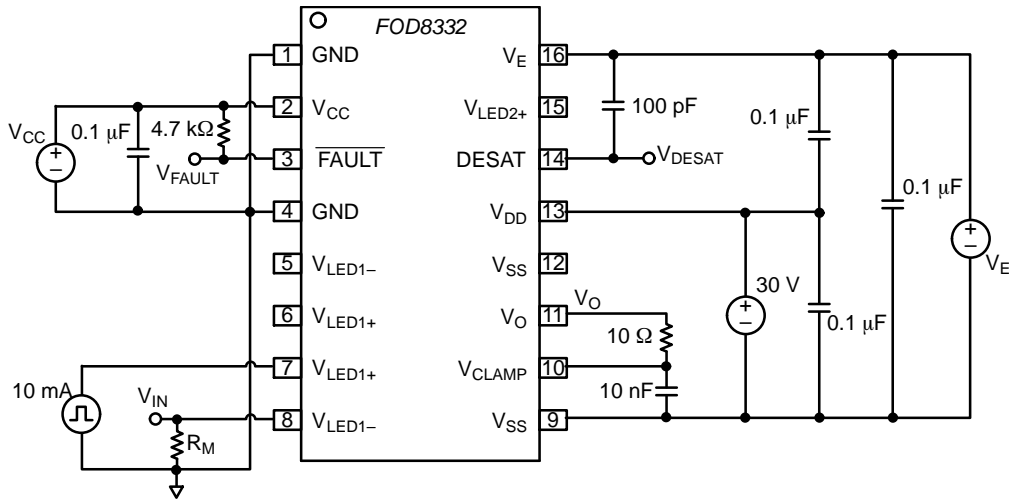 FOD8332
1 GND
2 VCC
3 FAULT
4 GND
5 VLED1–
6 VLED1+
7 VLED1+
8 VLED1–
VE 16
VLED2+ 15
DESAT 14
VDD 13
VSS 12
VO 11
VCLAMP 10
VSS 9
VCC
+
–
0.1 μF
4.7 kΩ
VFAULT
10 mA
VIN
RM
100 pF
VDESAT
0.1 μF
0.1 μF
+
–
VE
30 V
+
–
0.1 μF
VO
10 Ω
10 nF